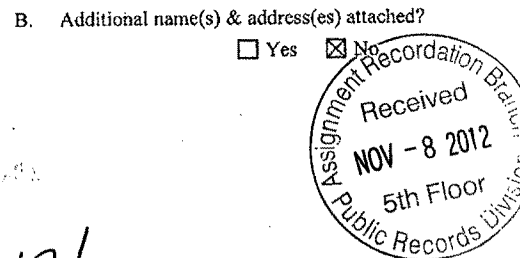 B. Additional name(s) & address(es) attached?
☐ Yes ☒ No
Assignment Recordation Branch
Received
NOV - 8 2012
5th Floor
Public Records Division